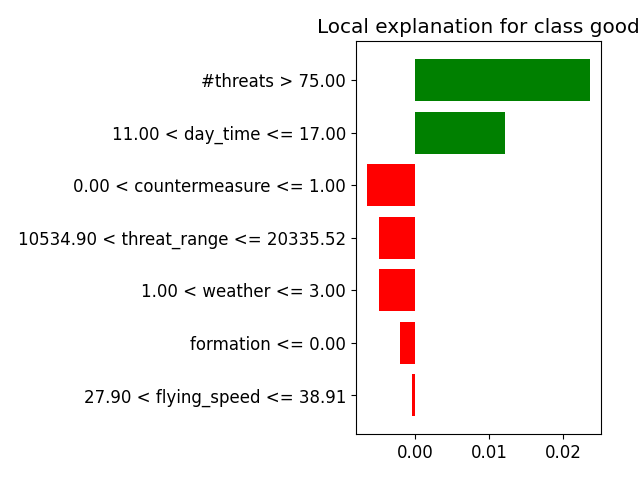 Local explanation for class good
#threats > 75.00
11.00 < day_time <= 17.00
0.00 < countermeasure <= 1.00
10534.90 < threat_range <= 20335.52
1.00 < weather <= 3.00
formation <= 0.00
27.90 < flying_speed <= 38.91
0.00 0.01 0.02